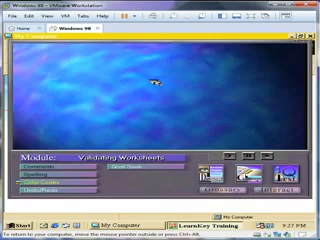 Windows 98 - VMware Workstation
File Edit View VM Tabs Help
Home Windows 98
My Computer
Module: Validating Worksheets
Comments Goal Seek
Spelling
Color Codes
Undo/Redo
Glossary Interact
My Computer
Start My Computer LearnKey Training 9:27 PM
To return to your computer, move the mouse pointer outside or press Ctrl+Alt.